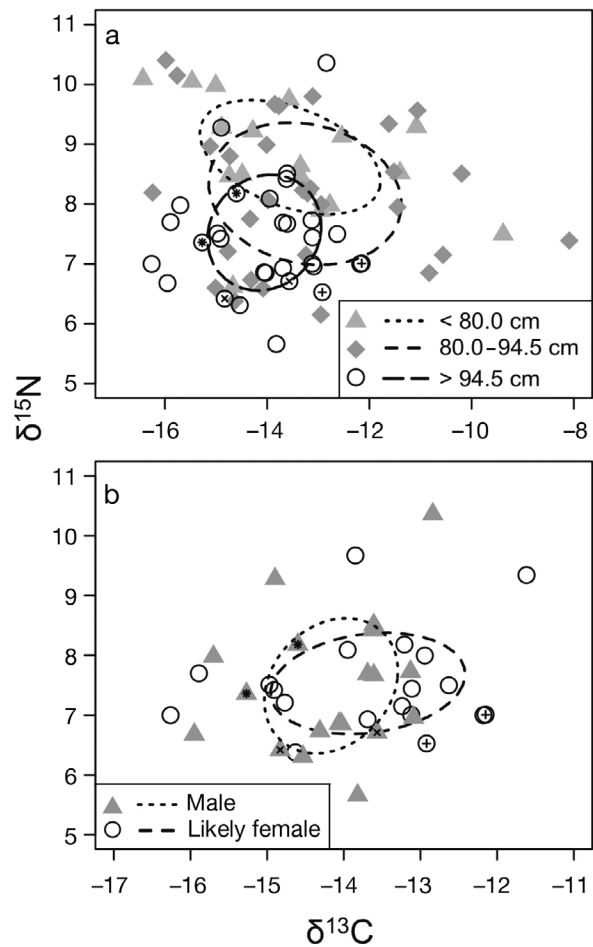 a
11
10
9
8
7
6
5
< 80.0 cm
80.0–94.5 cm
> 94.5 cm
−16 −14 −12 −10 −8
δ15N
b
11
10
9
8
7
6
5
Male
Likely female
−17 −16 −15 −14 −13 −12 −11
δ13C